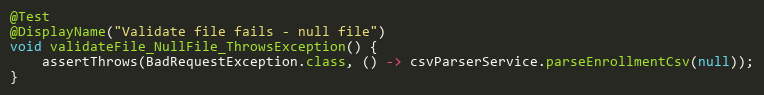 @Test
@DisplayName("Validate file fails - null file")
void validateFile_NullFile_ThrowsException() {
    assertThrows(BadRequestException.class, () -> csvParserService.parseEnrollmentCsv(null));
}